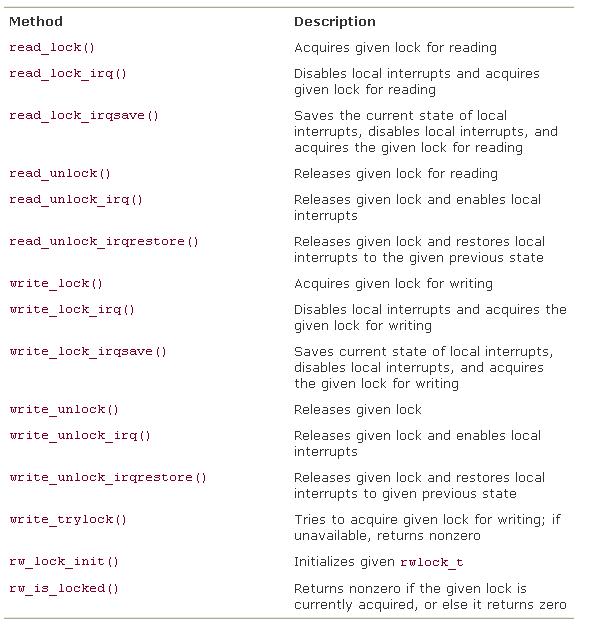 Method Description
read_lock() Acquires given lock for reading
read_lock_irq() Disables local interrupts and acquires
given lock for reading
read_lock_irqsave() Saves the current state of local
interrupts, disables local interrupts, and
acquires the given lock for reading
read_unlock() Releases given lock for reading
read_unlock_irq() Releases given lock and enables local
interrupts
read_unlock_irqrestore() Releases given lock and restores local
interrupts to the given previous state
write_lock() Acquires given lock for writing
write_lock_irq() Disables local interrupts and acquires the
given lock for writing
write_lock_irqsave() Saves current state of local interrupts,
disables local interrupts, and acquires
the given lock for writing
write_unlock() Releases given lock
write_unlock_irq() Releases given lock and enables local
interrupts
write_unlock_irqrestore() Releases given lock and restores local
interrupts to given previous state
write_trylock() Tries to acquire given lock for writing; if
unavailable, returns nonzero
rw_lock_init() Initializes given rwlock_t
rw_is_locked() Returns nonzero if the given lock is
currently acquired, or else it returns zero